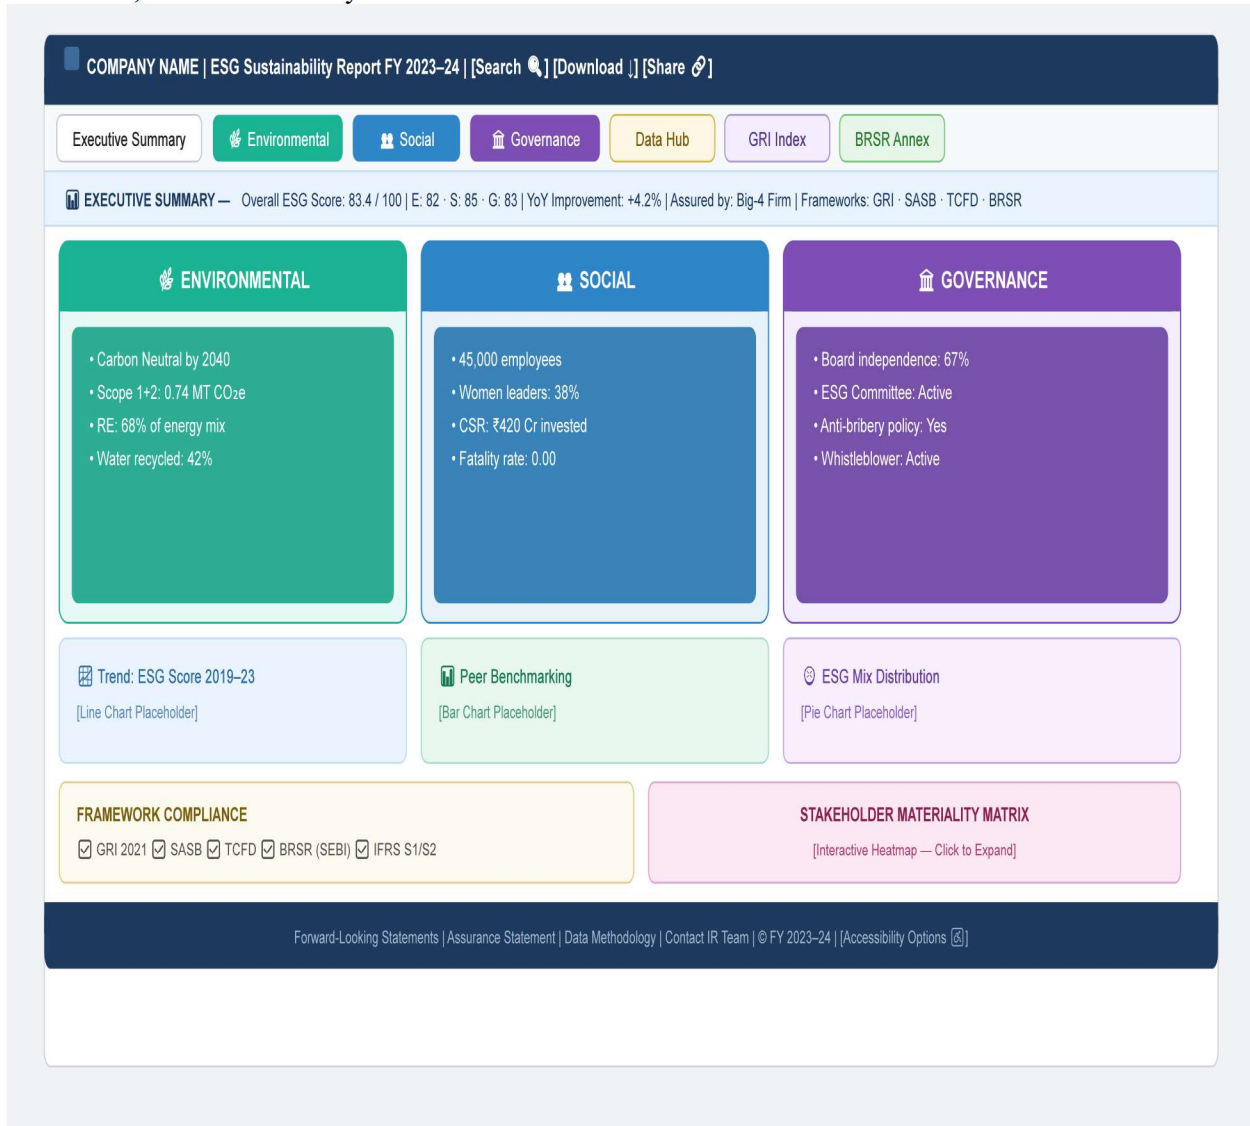 COMPANY NAME | ESG Sustainability Report FY 2023–24 | [Search 🔍] [Download ↓] [Share 🔗]
Executive Summary
🌿 Environmental
👥 Social
🏛 Governance
Data Hub
GRI Index
BRSR Annex
📊 EXECUTIVE SUMMARY — Overall ESG Score: 83.4 / 100 | E: 82 · S: 85 · G: 83 | YoY Improvement: +4.2% | Assured by: Big-4 Firm | Frameworks: GRI · SASB · TCFD · BRSR
🌿 ENVIRONMENTAL
• Carbon Neutral by 2040
• Scope 1+2: 0.74 MT CO₂e
• RE: 68% of energy mix
• Water recycled: 42%
👥 SOCIAL
• 45,000 employees
• Women leaders: 38%
• CSR: ₹420 Cr invested
• Fatality rate: 0.00
🏛 GOVERNANCE
• Board independence: 67%
• ESG Committee: Active
• Anti-bribery policy: Yes
• Whistleblower: Active
Trend: ESG Score 2019–23
[Line Chart Placeholder]
📊 Peer Benchmarking
[Bar Chart Placeholder]
ESG Mix Distribution
[Pie Chart Placeholder]
FRAMEWORK COMPLIANCE
☑ GRI 2021 ☑ SASB ☑ TCFD ☑ BRSR (SEBI) ☑ IFRS S1/S2
STAKEHOLDER MATERIALITY MATRIX
[Interactive Heatmap — Click to Expand]
Forward-Looking Statements | Assurance Statement | Data Methodology | Contact IR Team | © FY 2023–24 | [Accessibility Options ♿]